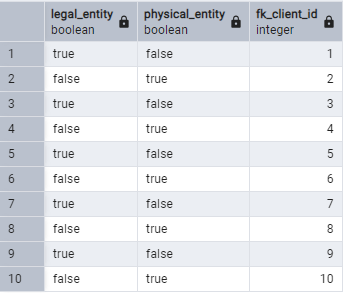 legal_entity physical_entity fk_client_id
boolean boolean integer
1 true false 1
2 false true 2
3 true false 3
4 false true 4
5 true false 5
6 false true 6
7 true false 7
8 false true 8
9 true false 9
10 false true 10